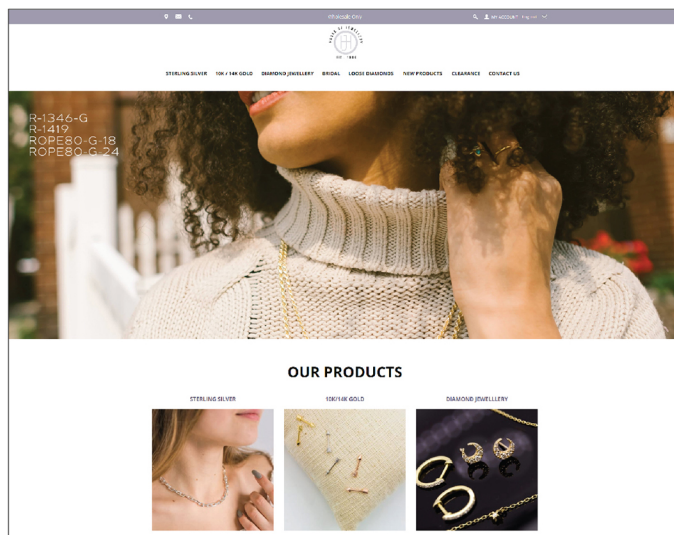 Wholesale Only
MY ACCOUNT
STERLING SILVER 10K / 14K GOLD DIAMOND JEWELLERY BRIDAL LOOSE DIAMONDS NEW PRODUCTS CLEARANCE CONTACT US
R-1346-G
R-1419
ROPE80-G-18
ROPE80-G-24
OUR PRODUCTS
STERLING SILVER 10K/14K GOLD DIAMOND JEWELLLERY